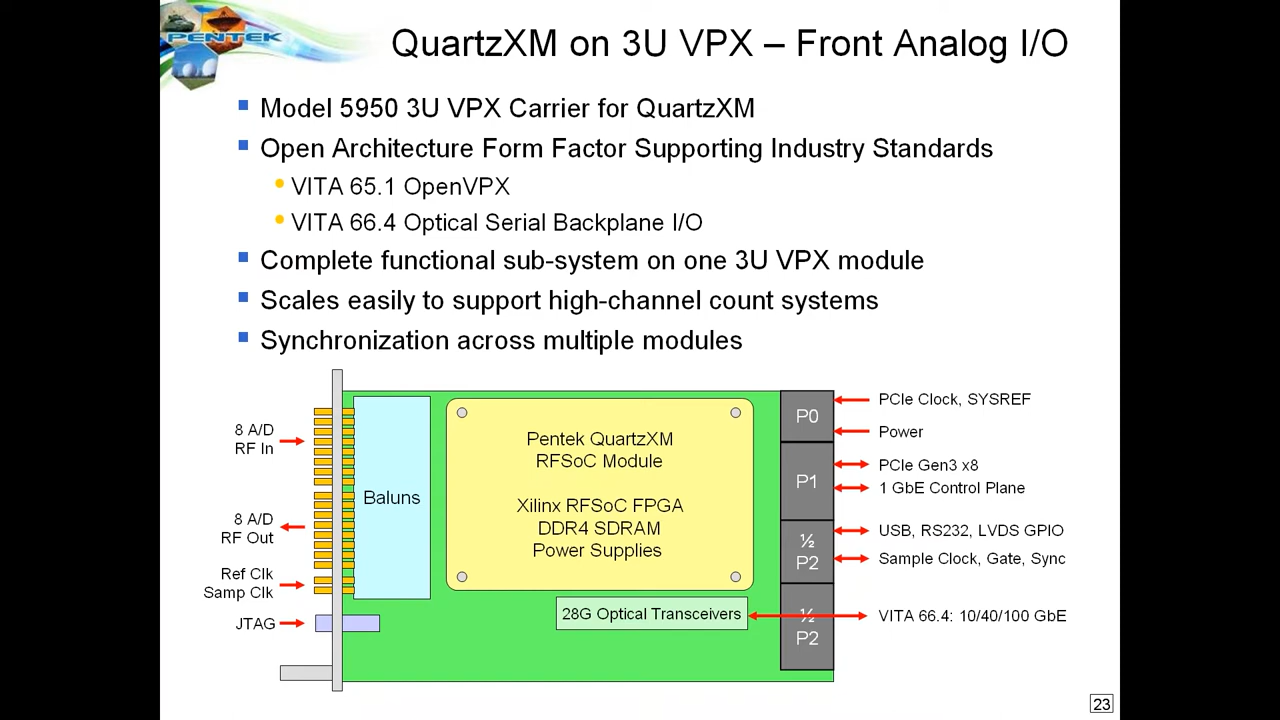 PENTEK
QuartzXM on 3U VPX – Front Analog I/O
Model 5950 3U VPX Carrier for QuartzXM
Open Architecture Form Factor Supporting Industry Standards
VITA 65.1 OpenVPX
VITA 66.4 Optical Serial Backplane I/O
Complete functional sub-system on one 3U VPX module
Scales easily to support high-channel count systems
Synchronization across multiple modules
8 A/D
RF In
8 A/D
RF Out
Ref Clk
Samp Clk
JTAG
Baluns
Pentek QuartzXM
RFSoC Module
Xilinx RFSoC FPGA
DDR4 SDRAM
Power Supplies
28G Optical Transceivers
P0
P1
½
P2
½
P2
PCIe Clock, SYSREF
Power
PCIe Gen3 x8
1 GbE Control Plane
USB, RS232, LVDS GPIO
Sample Clock, Gate, Sync
VITA 66.4: 10/40/100 GbE
23